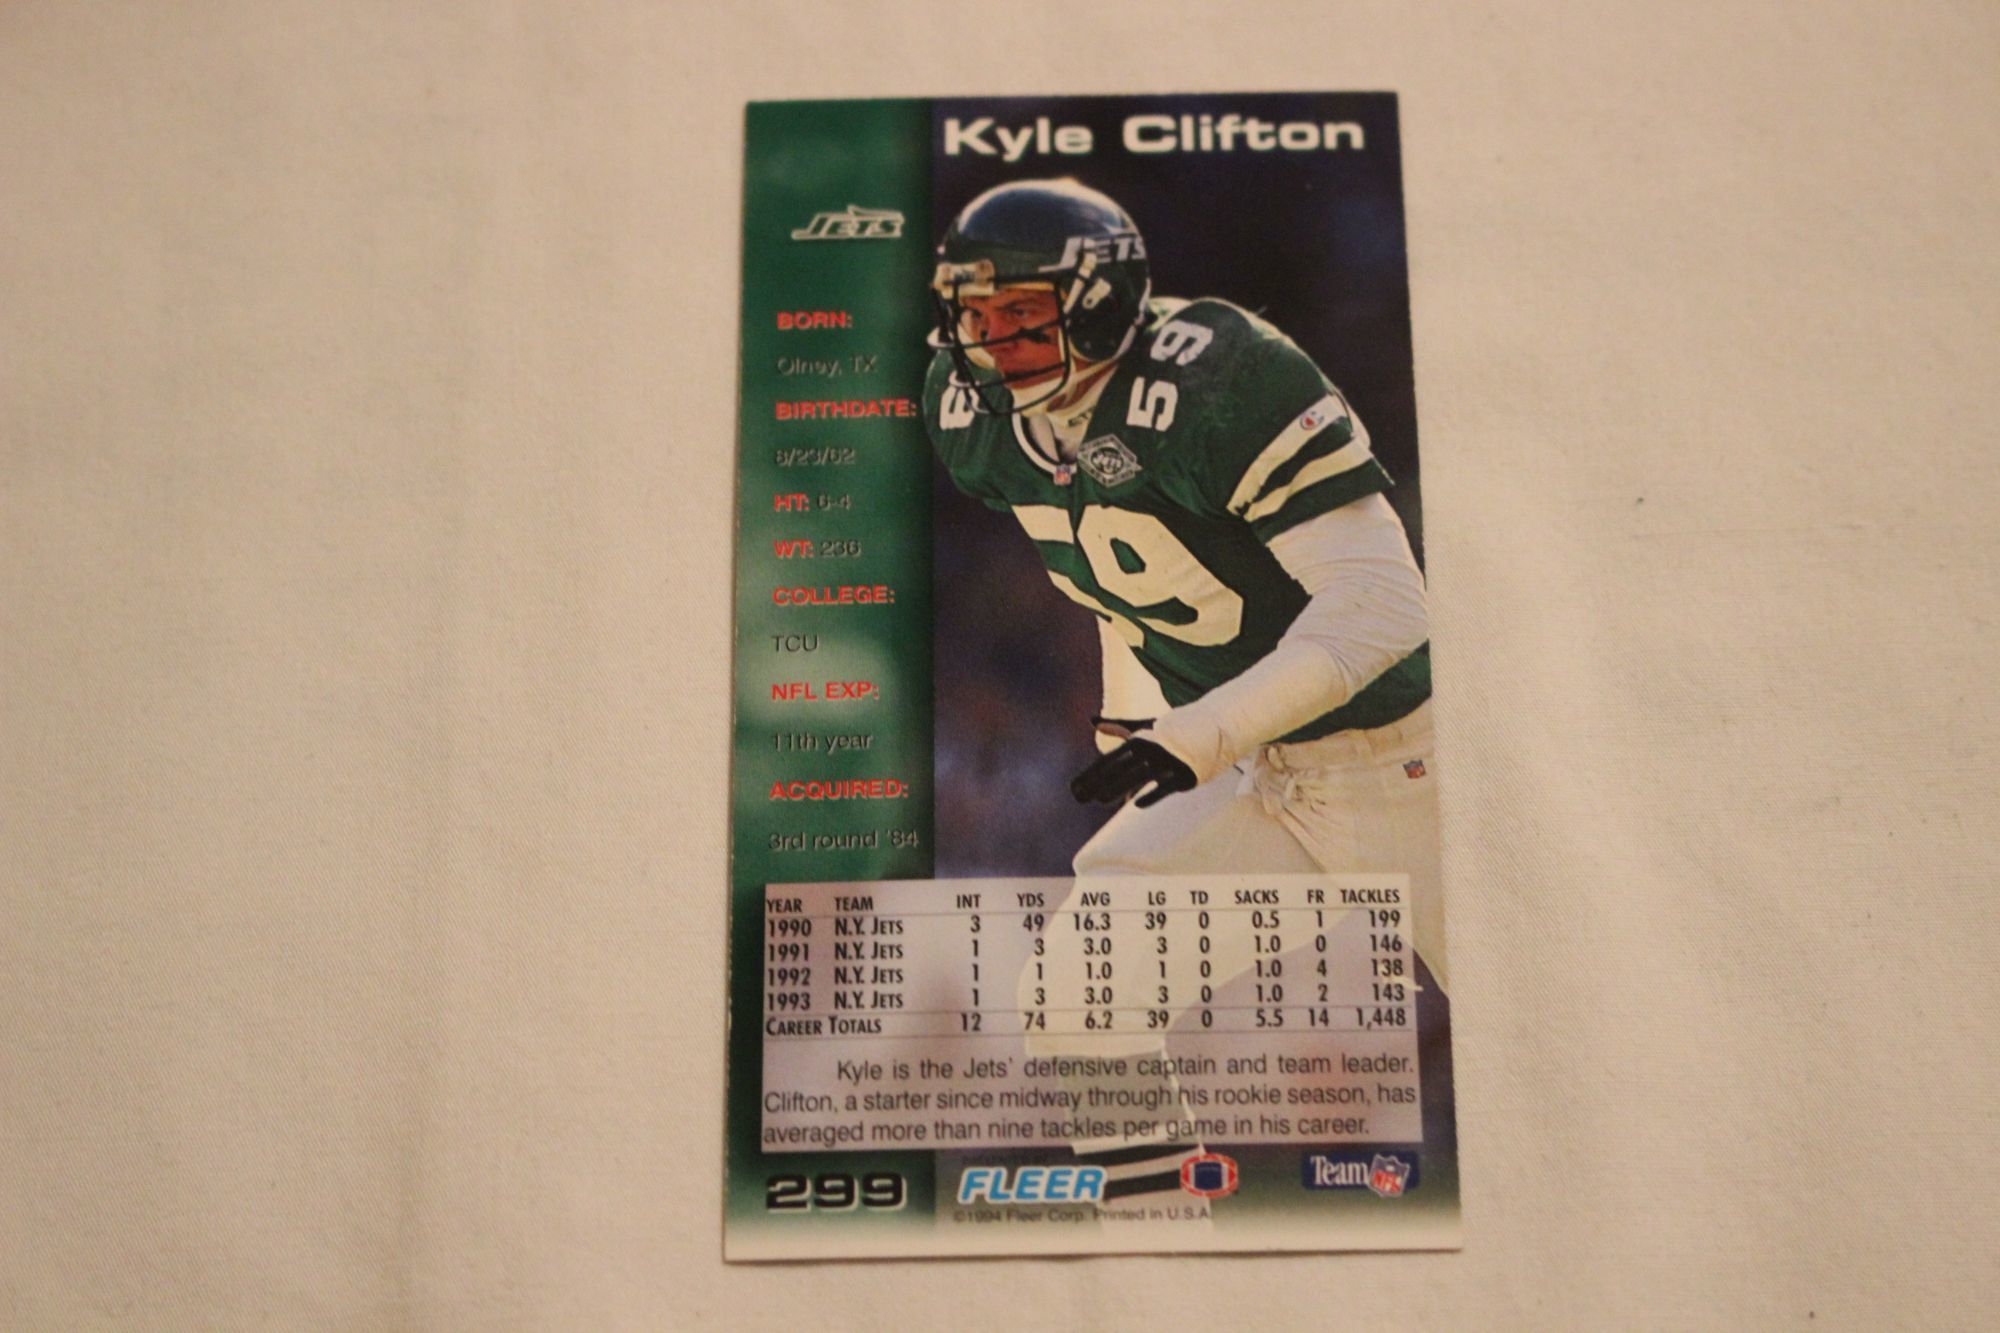 Kyle Clifton
JETS
JETS
BORN:
Olney, TX
BIRTHDATE:
8/23/62
HT: 6-4
WT: 236
COLLEGE:
TCU
NFL EXP:
11th year
ACQUIRED:
3rd round '84
59
59
YEAR TEAM INT YDS AVG LG TD SACKS FR TACKLES
1990 N.Y. JETS 3 49 16.3 39 0 0.5 1 199
1991 N.Y. JETS 1 3 3.0 3 0 1.0 0 146
1992 N.Y. JETS 1 1 1.0 1 0 1.0 4 138
1993 N.Y. JETS 1 3 3.0 3 0 1.0 2 143
CAREER TOTALS 12 74 6.2 39 0 5.5 14 1,448
Kyle is the Jets' defensive captain and team leader.
Clifton, a starter since midway through his rookie season, has
averaged more than nine tackles per game in his career.
299 FLEER Team NFL
©1994 Fleer Corp. Printed in U.S.A.